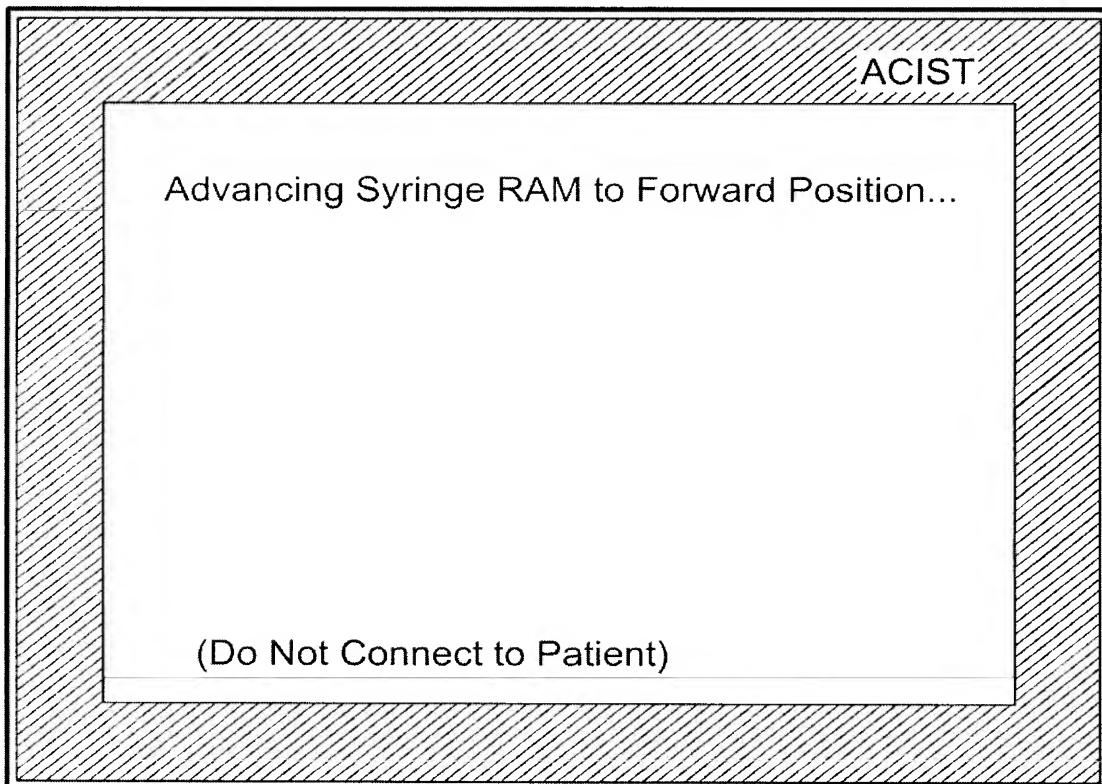 ACIST
Advancing Syringe RAM to Forward Position...
(Do Not Connect to Patient)